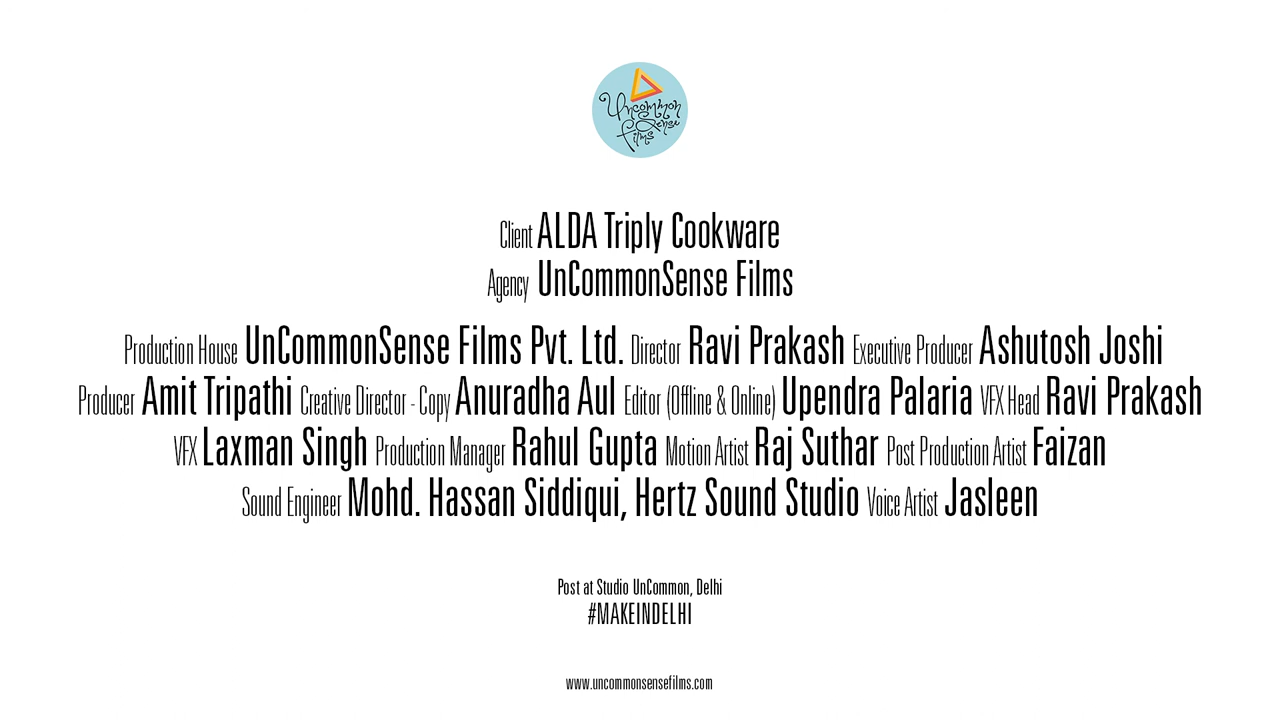 UnCommon
Sense
films
Client ALDA Triply Cookware
Agency UnCommonSense Films
Production House UnCommonSense Films Pvt. Ltd. Director Ravi Prakash Executive Producer Ashutosh Joshi
Producer Amit Tripathi Creative Director - Copy Anuradha Aul Editor (Offline & Online) Upendra Palaria VFX Head Ravi Prakash
VFX Laxman Singh Production Manager Rahul Gupta Motion Artist Raj Suthar Post Production Artist Faizan
Sound Engineer Mohd. Hassan Siddiqui, Hertz Sound Studio Voice Artist Jasleen
Post at Studio UnCommon, Delhi
#MAKEINDELHI
www.uncommonsensefilms.com